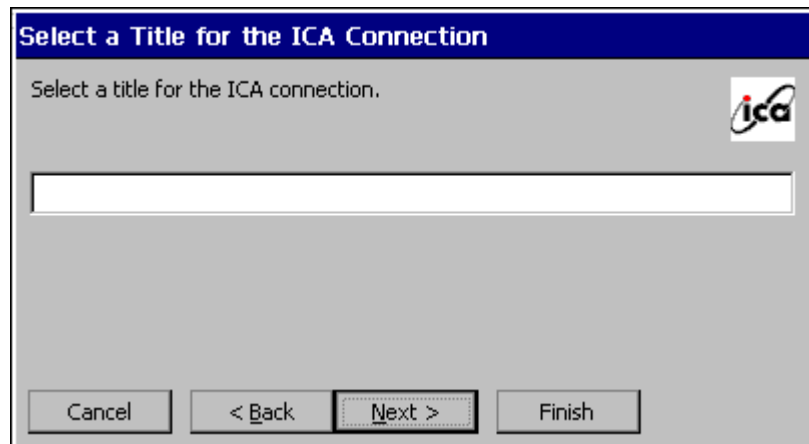 Select a Title for the ICA Connection
Select a title for the ICA connection.
ica
Cancel
< Back
Next >
Finish